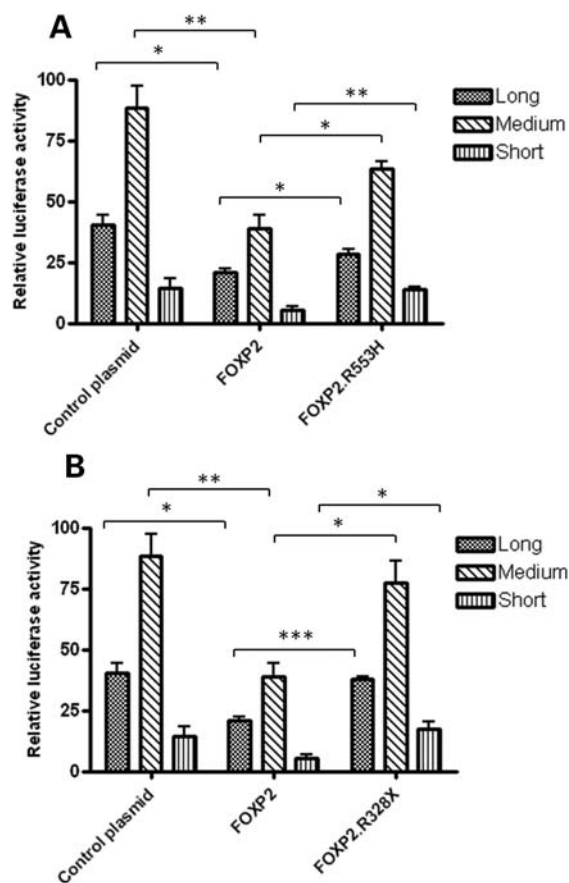 A
**
*
**
*
*
100
75
50
25
0
Relative luciferase activity
Long
Medium
Short
Control plasmid
FOXP2
FOXP2.R553H
B
**
*
*
*
***
100
75
50
25
0
Relative luciferase activity
Long
Medium
Short
Control plasmid
FOXP2
FOXP2.R328X